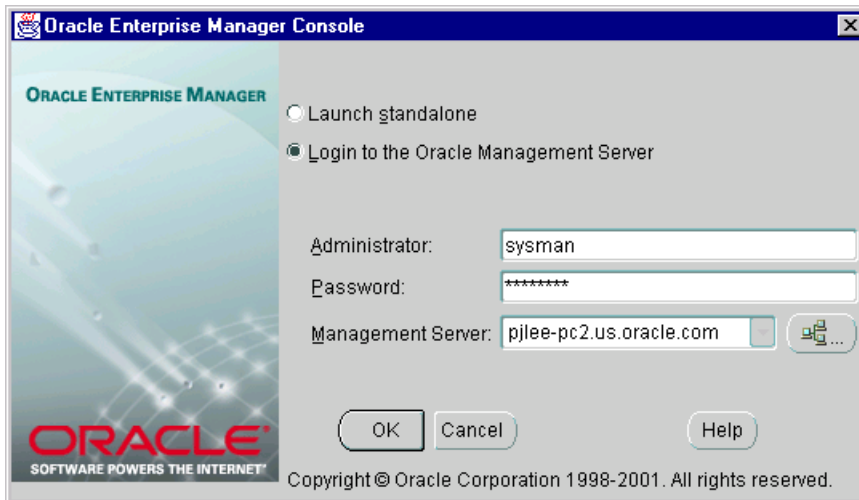 Oracle Enterprise Manager Console
ORACLE ENTERPRISE MANAGER
Launch standalone
Login to the Oracle Management Server
Administrator: sysman
Password: ********
Management Server: pjlee-pc2.us.oracle.com ...
OK Cancel Help
ORACLE®
SOFTWARE POWERS THE INTERNET™
Copyright © Oracle Corporation 1998-2001. All rights reserved.